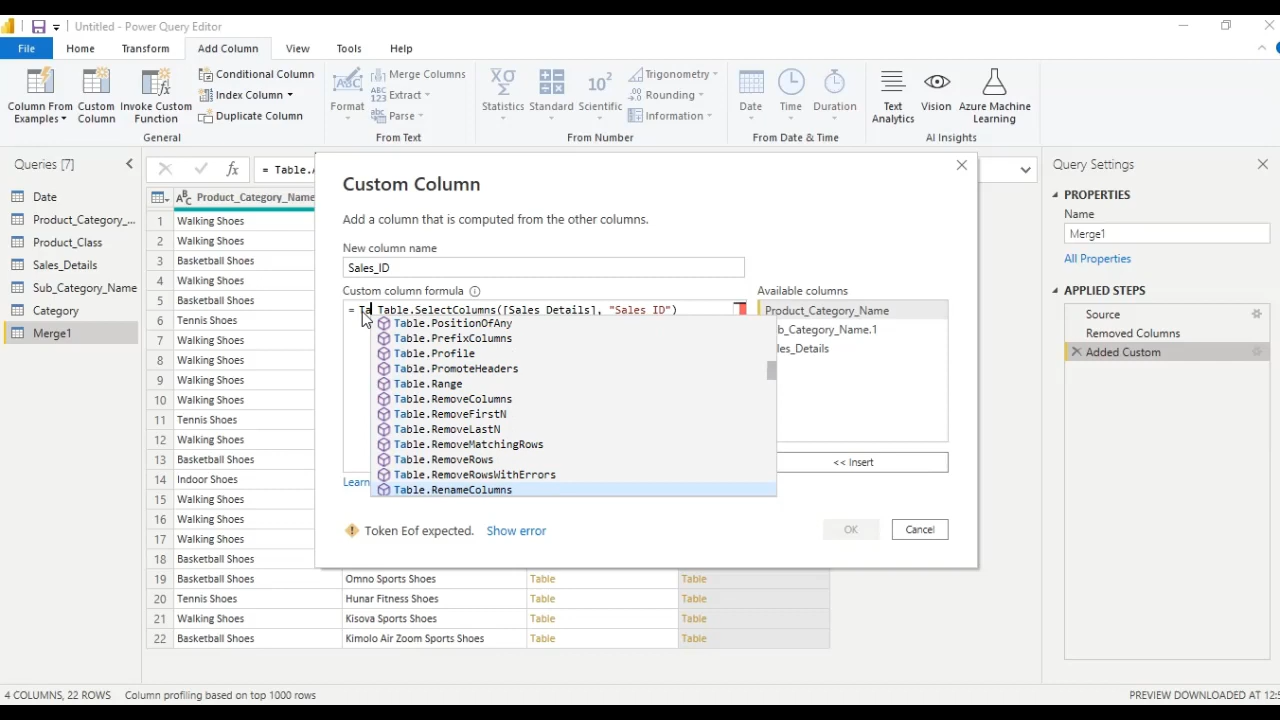 Untitled - Power Query Editor
File Home Transform Add Column View Tools Help
Column From Examples
Custom Column
Invoke Custom Function
Conditional Column
Index Column
Duplicate Column
General
ABC
Format
Merge Columns
ABC 123 Extract
abc Parse
From Text
XΣσ
Statistics
Standard
10²
Scientific
Trigonometry
.00 Rounding
Information
From Number
Date
Time
Duration
From Date & Time
Text Analytics
Vision
Azure Machine Learning
AI Insights
Queries [7]
Date
Product_Category_...
Product_Class
Sales_Details
Sub_Category_Name
Category
Merge1
fx = Table.A
ABC Product_Category_Name
1 Walking Shoes
2 Walking Shoes
3 Basketball Shoes
4 Walking Shoes
5 Basketball Shoes
6 Tennis Shoes
7 Walking Shoes
8 Walking Shoes
9 Walking Shoes
10 Walking Shoes
11 Tennis Shoes
12 Walking Shoes
13 Basketball Shoes
14 Indoor Shoes
15 Walking Shoes
16 Walking Shoes
17 Walking Shoes
18 Basketball Shoes
19 Basketball Shoes Omno Sports Shoes Table Table
20 Tennis Shoes Hunar Fitness Shoes Table Table
21 Walking Shoes Kisova Sports Shoes Table Table
22 Basketball Shoes Kimolo Air Zoom Sports Shoes Table Table
Custom Column
Add a column that is computed from the other columns.
New column name
Sales_ID
Custom column formula
= Ta Table.SelectColumns([Sales_Details], "Sales_ID")
Table.PositionOfAny
Table.PrefixColumns
Table.Profile
Table.PromoteHeaders
Table.Range
Table.RemoveColumns
Table.RemoveFirstN
Table.RemoveLastN
Table.RemoveMatchingRows
Table.RemoveRows
Table.RemoveRowsWithErrors
Table.RenameColumns
Learn
Available columns
Product_Category_Name
b_Category_Name.1
les_Details
<< Insert
Token Eof expected. Show error
OK
Cancel
Query Settings
PROPERTIES
Name
Merge1
All Properties
APPLIED STEPS
Source
Removed Columns
Added Custom
4 COLUMNS, 22 ROWS Column profiling based on top 1000 rows
PREVIEW DOWNLOADED AT 12:5